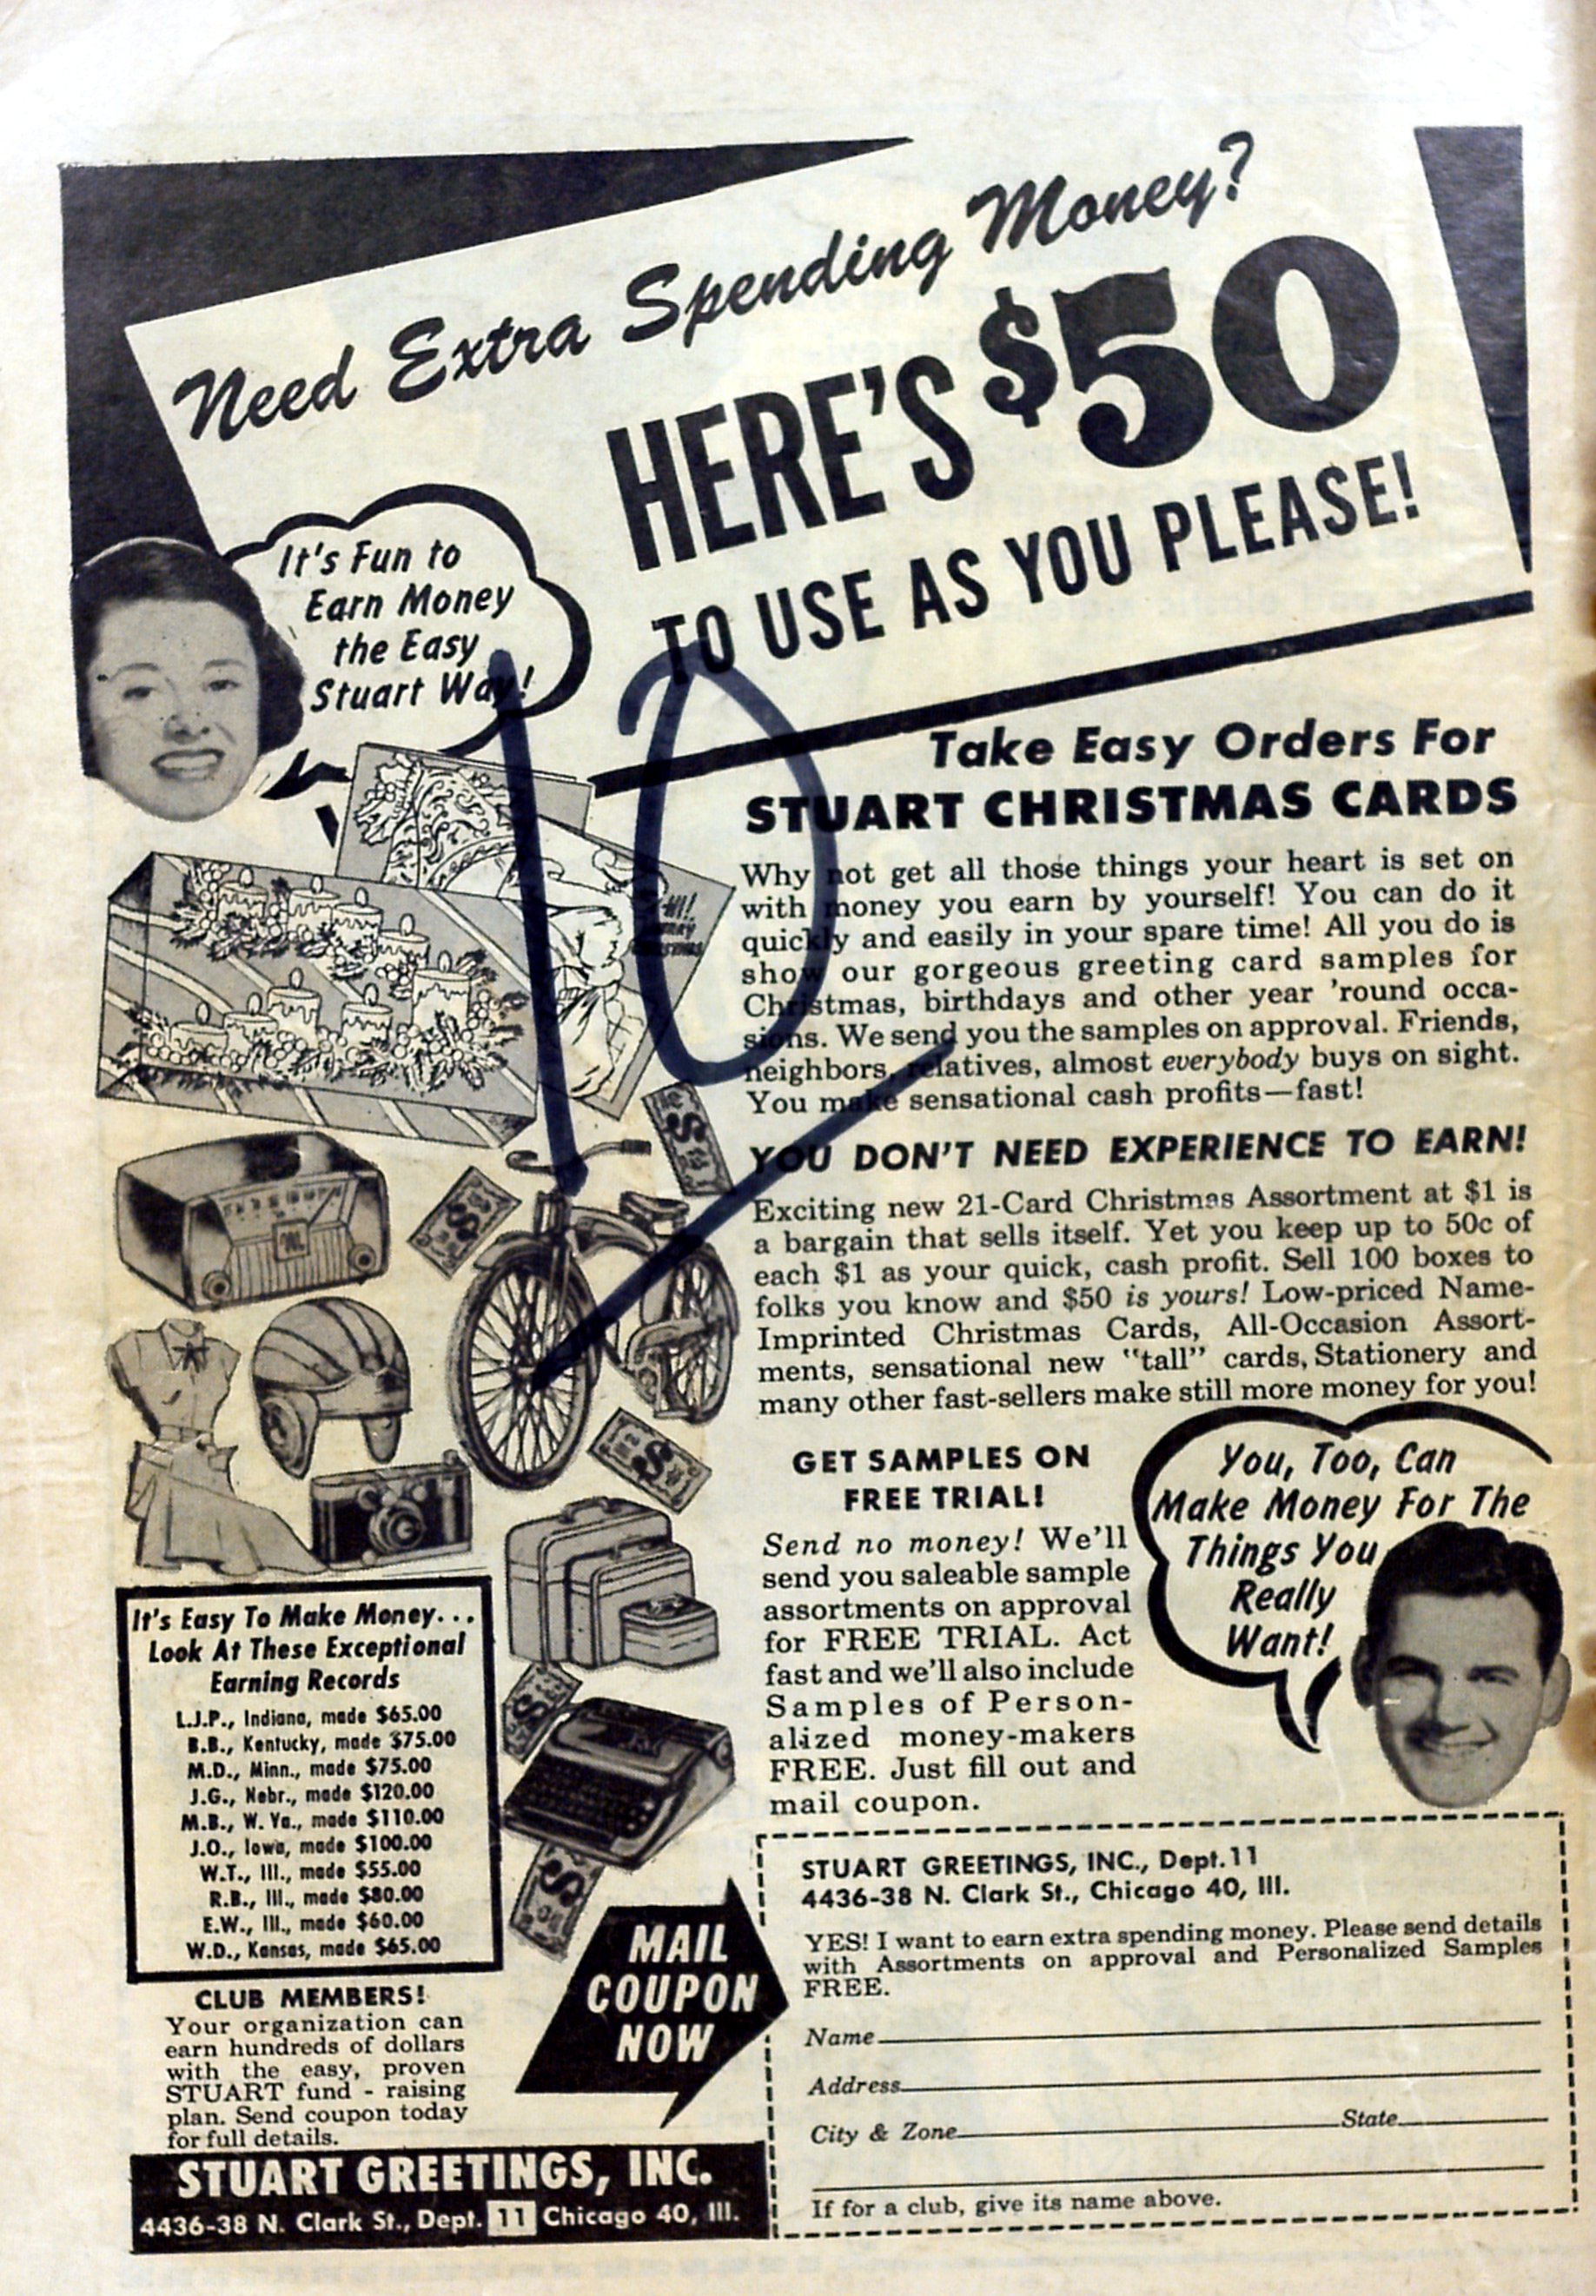 Need Extra Spending Money?
HERE'S $50
TO USE AS YOU PLEASE!
It's Fun to
Earn Money
the Easy
Stuart Way!
10
HI!
MERRY
CHRISTMAS
Take Easy Orders For
STUART CHRISTMAS CARDS
Why not get all those things your heart is set on
with money you earn by yourself! You can do it
quickly and easily in your spare time! All you do is
show our gorgeous greeting card samples for
Christmas, birthdays and other year 'round occa-
sions. We send you the samples on approval. Friends,
neighbors, relatives, almost everybody buys on sight.
You make sensational cash profits—fast!
YOU DON'T NEED EXPERIENCE TO EARN!
Exciting new 21-Card Christmas Assortment at $1 is
a bargain that sells itself. Yet you keep up to 50c of
each $1 as your quick, cash profit. Sell 100 boxes to
folks you know and $50 is yours! Low-priced Name-
Imprinted Christmas Cards, All-Occasion Assort-
ments, sensational new "tall" cards, Stationery and
many other fast-sellers make still more money for you!
GET SAMPLES ON
FREE TRIAL!
Send no money! We'll
send you saleable sample
assortments on approval
for FREE TRIAL. Act
fast and we'll also include
Samples of Person-
alized money-makers
FREE. Just fill out and
mail coupon.
You, Too, Can
Make Money For The
Things You
Really
Want!
It's Easy To Make Money...
Look At These Exceptional
Earning Records
L.J.P., Indiana, made $65.00
B.B., Kentucky, made $75.00
M.D., Minn., made $75.00
J.G., Nebr., made $120.00
M.B., W. Va., made $110.00
J.O., Iowa, made $100.00
W.T., Ill., made $55.00
R.B., Ill., made $80.00
E.W., Ill., made $60.00
W.D., Kansas, made $65.00
CLUB MEMBERS!
Your organization can
earn hundreds of dollars
with the easy, proven
STUART fund - raising
plan. Send coupon today
for full details.
STUART GREETINGS, INC.
4436-38 N. Clark St., Dept. 11 Chicago 40, Ill.
MAIL
COUPON
NOW
STUART GREETINGS, INC., Dept. 11
4436-38 N. Clark St., Chicago 40, Ill.
YES! I want to earn extra spending money. Please send details
with Assortments on approval and Personalized Samples
FREE.
Name
Address
City & Zone State
If for a club, give its name above.